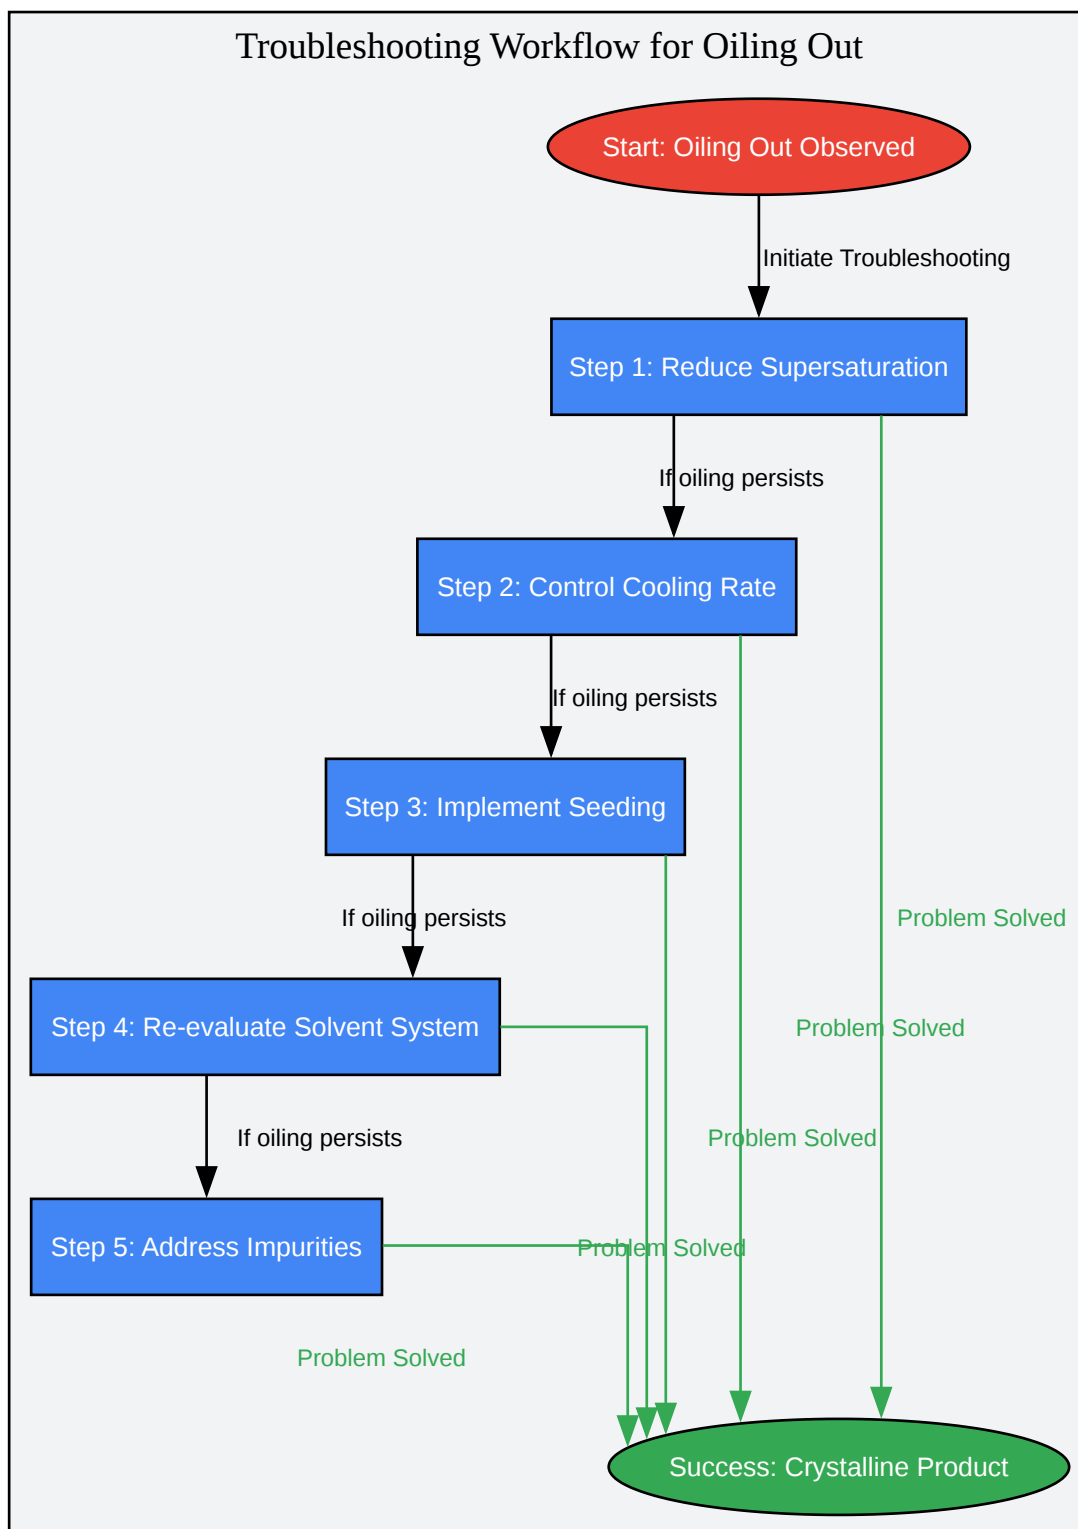 Troubleshooting Workflow for Oiling Out
Start: Oiling Out Observed
Initiate Troubleshooting
Step 1: Reduce Supersaturation
If oiling persists
Step 2: Control Cooling Rate
If oiling persists
Step 3: Implement Seeding
If oiling persists
Problem Solved
Step 4: Re-evaluate Solvent System
Problem Solved
If oiling persists
Problem Solved
Step 5: Address Impurities
Problem Solved
Problem Solved
Success: Crystalline Product